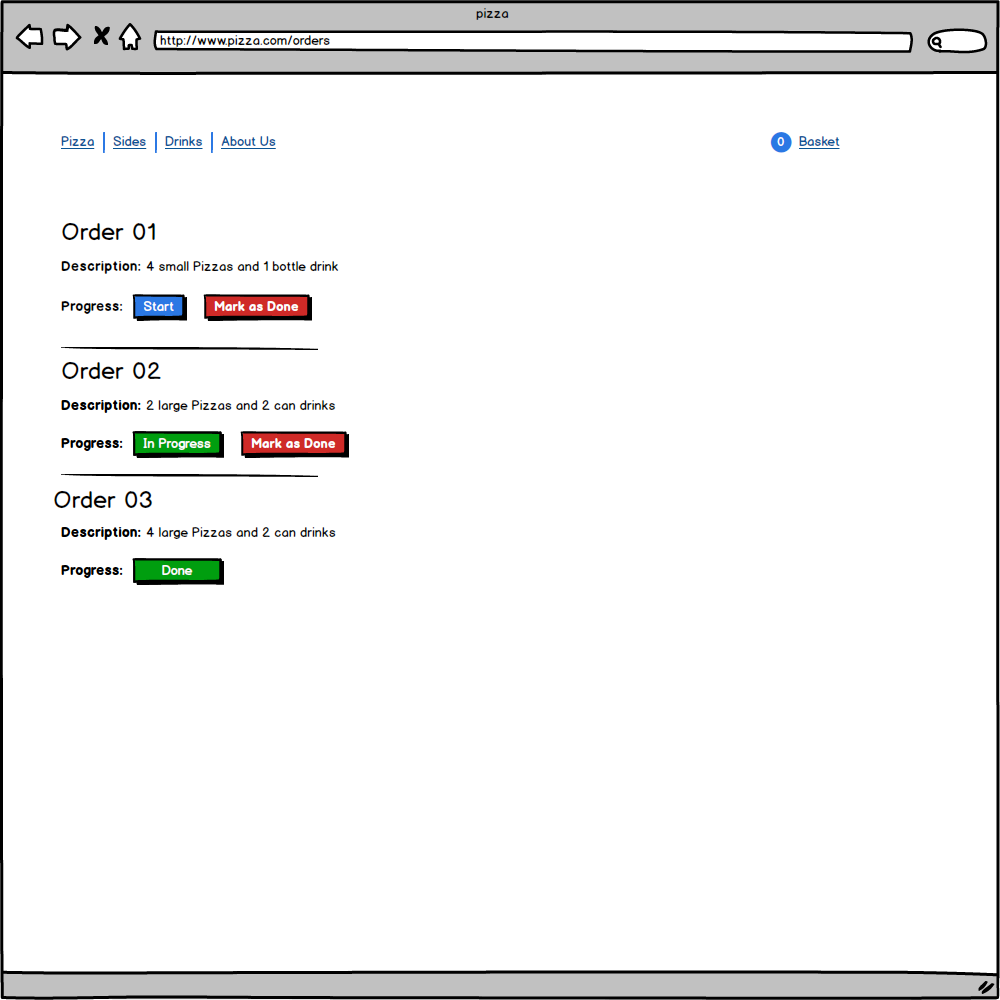 pizza
http://www.pizza.com/orders
Pizza Sides Drinks About Us 0 Basket
Order 01
Description: 4 small Pizzas and 1 bottle drink
Progress: Start Mark as Done
Order 02
Description: 2 large Pizzas and 2 can drinks
Progress: In Progress Mark as Done
Order 03
Description: 4 large Pizzas and 2 can drinks
Progress: Done